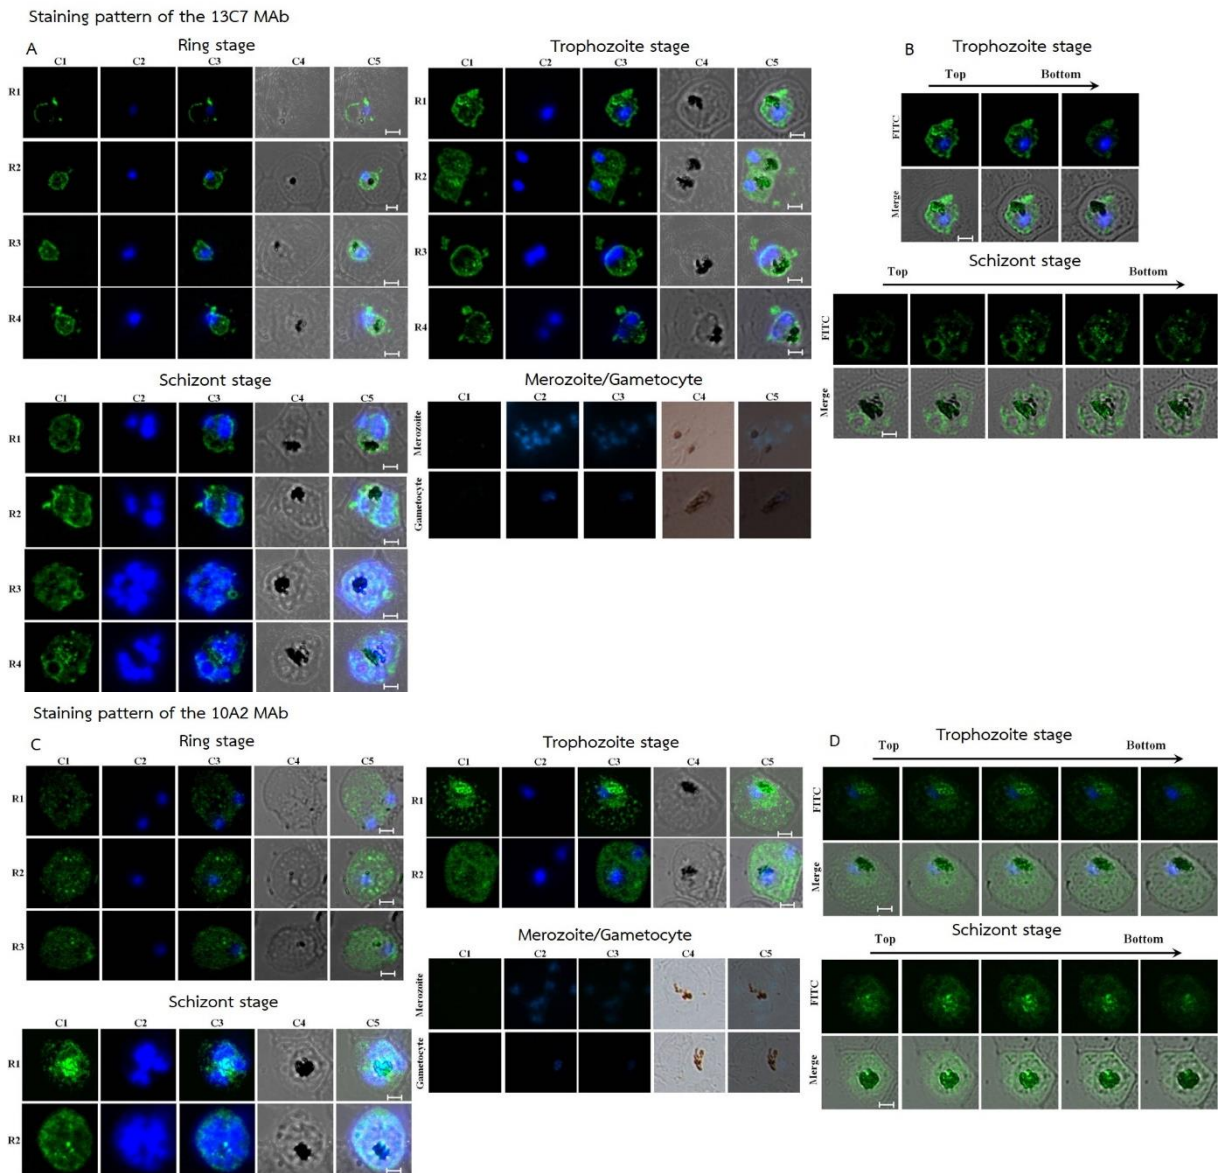 Staining pattern of the 13C7 MAb
A
Ring stage
C1 C2 C3 C4 C5
R1
R2
R3
R4
Trophozoite stage
C1 C2 C3 C4 C5
R1
R2
R3
R4
B
Trophozoite stage
Top Bottom
FITC
Merge
Schizont stage
Top Bottom
FITC
Merge
Schizont stage
C1 C2 C3 C4 C5
R1
R2
R3
R4
Merozoite/Gametocyte
C1 C2 C3 C4 C5
Merozoite
Gametocyte
Staining pattern of the 10A2 MAb
C
Ring stage
C1 C2 C3 C4 C5
R1
R2
R3
Trophozoite stage
C1 C2 C3 C4 C5
R1
R2
D
Trophozoite stage
Top Bottom
FITC
Merge
Schizont stage
Top Bottom
FITC
Merge
Schizont stage
C1 C2 C3 C4 C5
R1
R2
Merozoite/Gametocyte
C1 C2 C3 C4 C5
Merozoite
Gametocyte